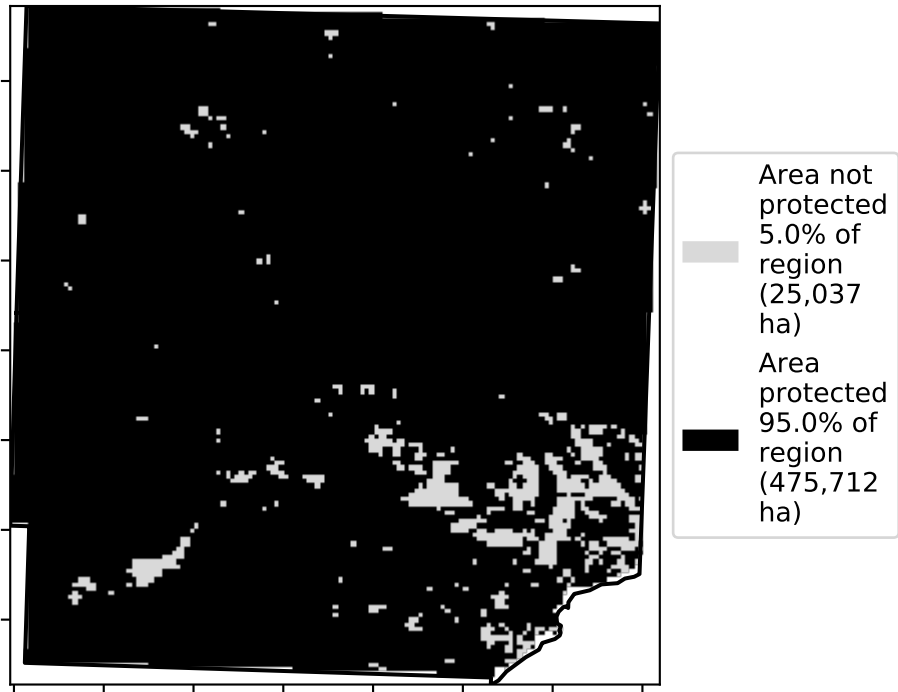 Area not
protected
5.0% of
region
(25,037
ha)
Area
protected
95.0% of
region
(475,712
ha)